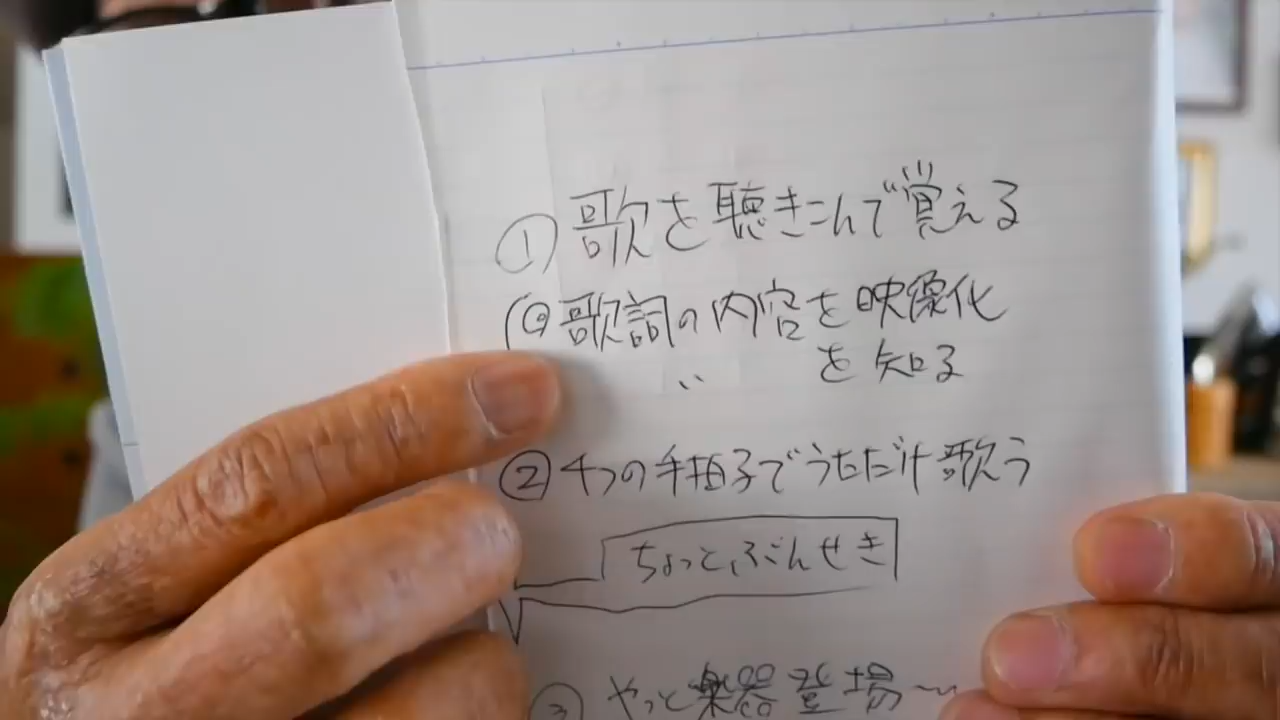 ① 歌を聴きこんで覚える
歌詞の内容を映像化
〃 を知る
② 4つの手拍子でうただけ歌う
ちょっと、ぶんせき
③ やっと楽器登場〜